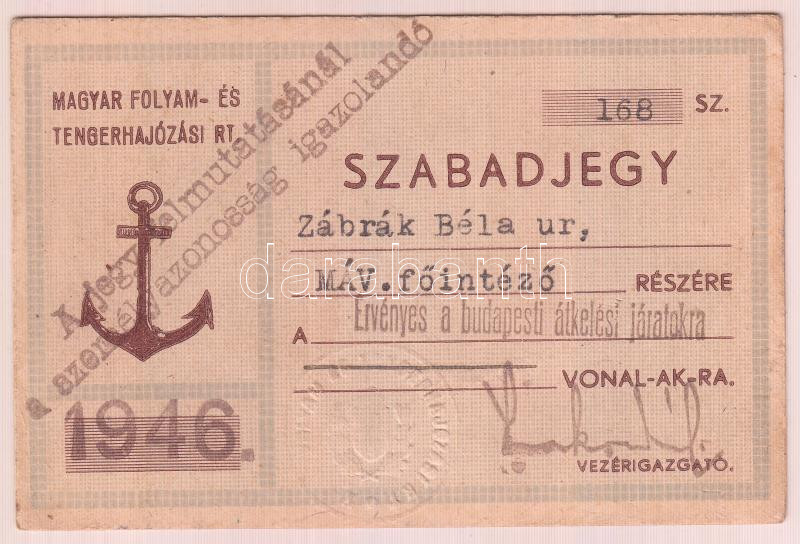 MAGYAR FOLYAM- ÉS
TENGERHAJÓZÁSI RT.
A jegy felmutatásánál
a személyazonosság igazolandó
1946.
168 SZ.
SZABADJEGY
Zábrák Béla ur,
MÁV.főintéző RÉSZÉRE
A Érvényes a budapesti átkelési járatokra
VONAL-AK-RA.
VEZÉRIGAZGATÓ.
darabanth